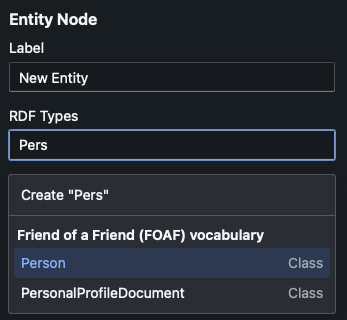 Entity Node
Label
New Entity
RDF Types
Pers
Create "Pers"
Friend of a Friend (FOAF) vocabulary
Person Class
PersonalProfileDocument Class